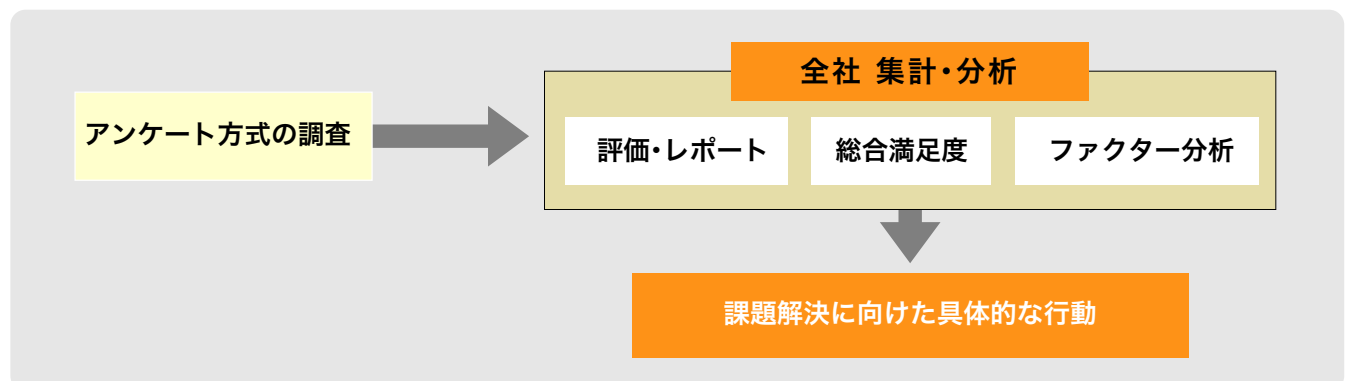 全社 集計・分析
アンケート方式の調査
評価・レポート
総合満足度
ファクター分析
課題解決に向けた具体的な行動